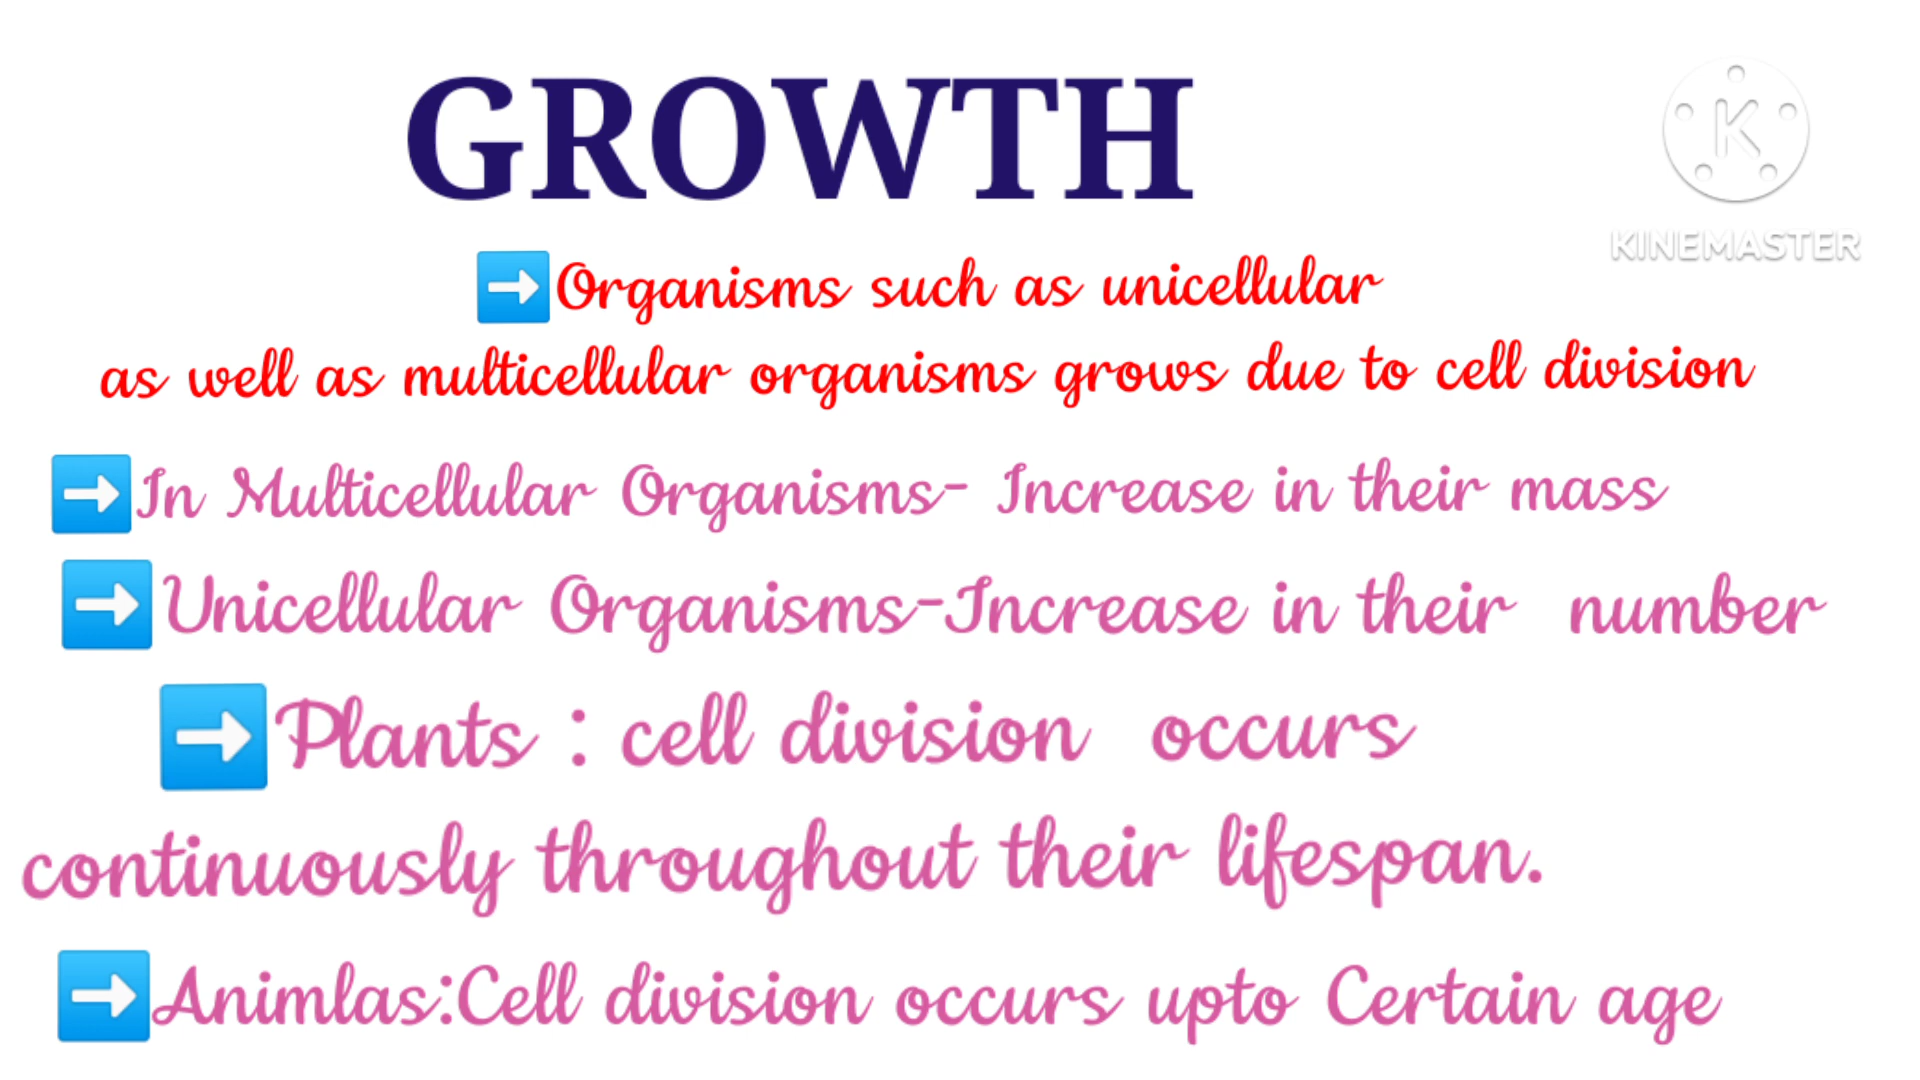 GROWTH
KINEMASTER
➡Organisms such as unicellular
as well as multicellular organisms grows due to cell division
➡In Multicellular Organisms- Increase in their mass
➡Unicellular Organisms-Increase in their number
➡Plants : cell division occurs
continuously throughout their lifespan.
➡Animlas:Cell division occurs upto Certain age